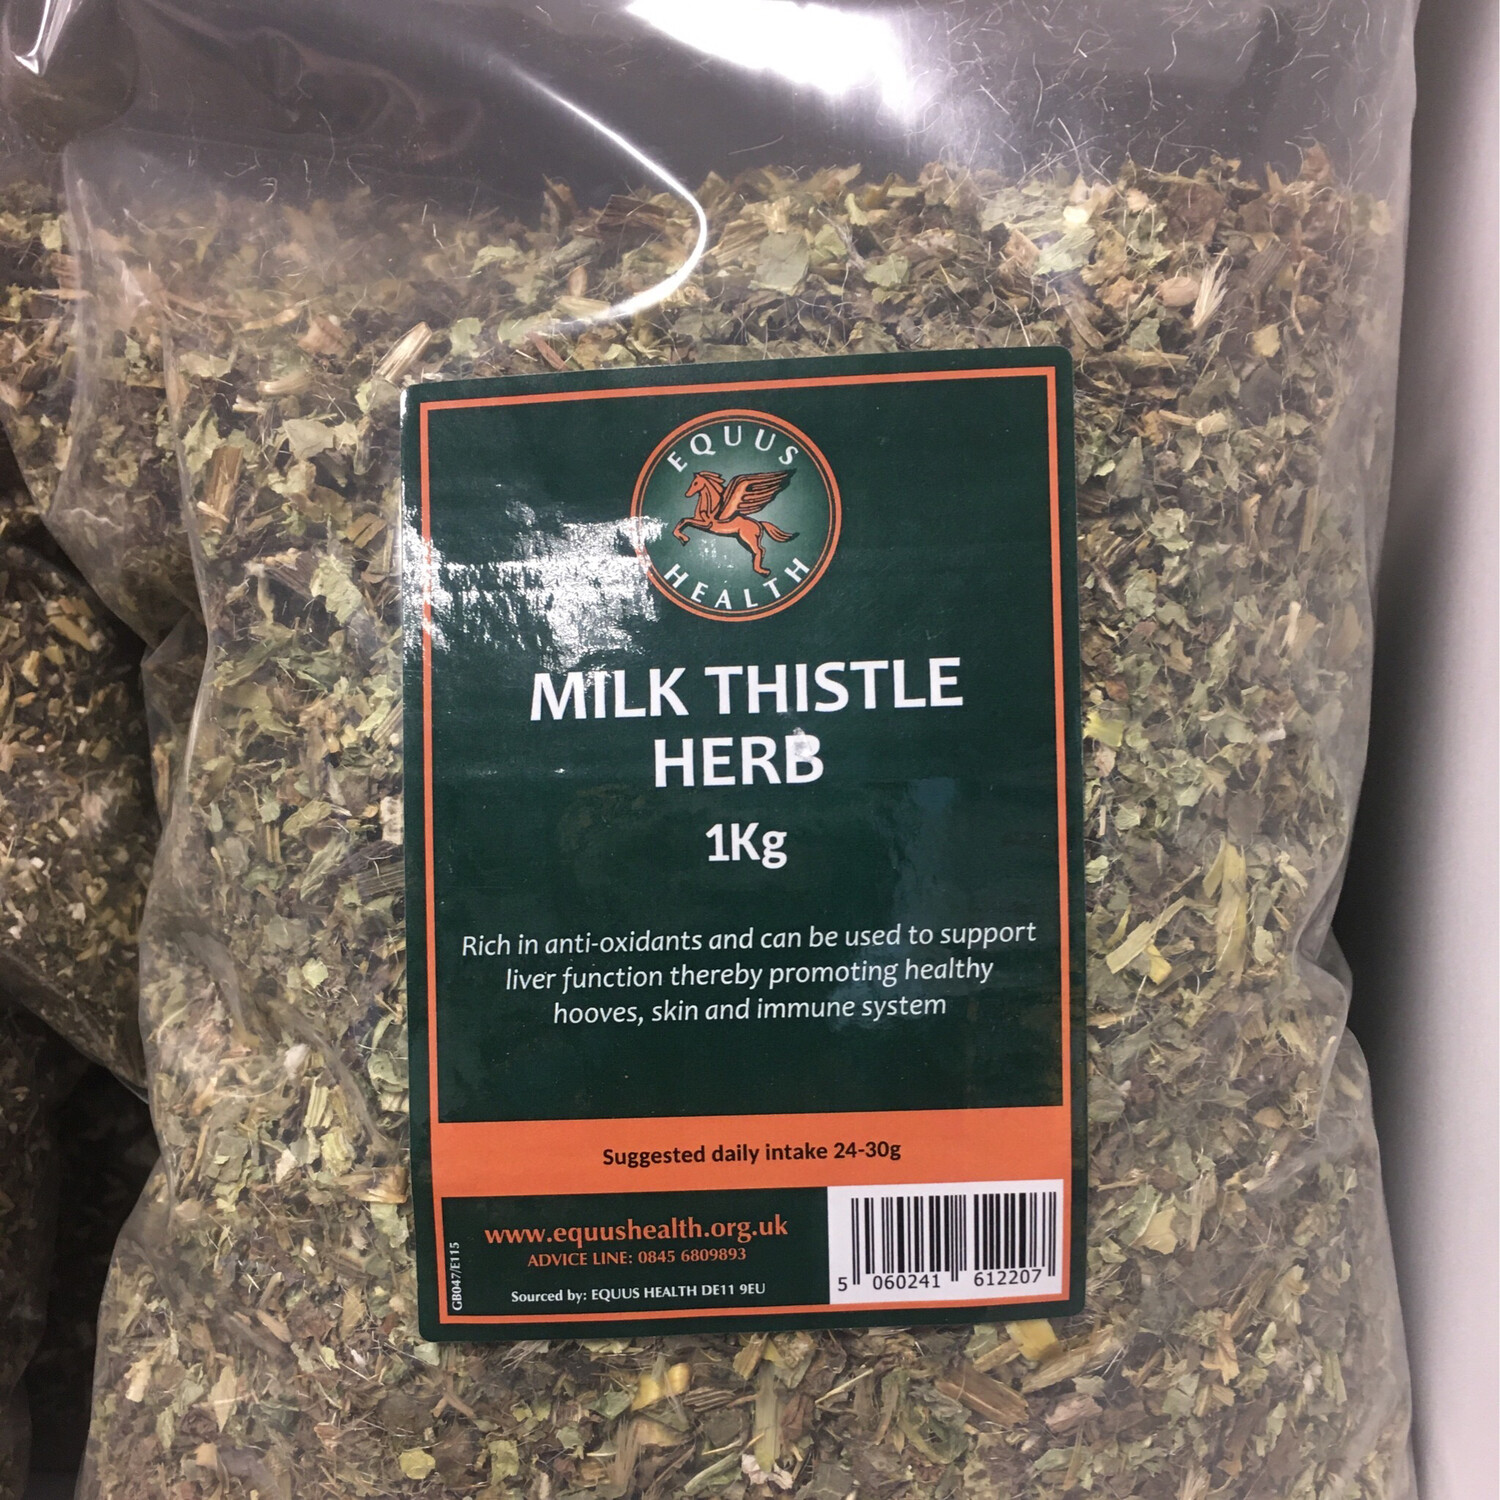 EQUUS
HEALTH
MILK THISTLE
HERB
1Kg
Rich in anti-oxidants and can be used to support
liver function thereby promoting healthy
hooves, skin and immune system
Suggested daily intake 24-30g
www.equushealth.org.uk
ADVICE LINE: 0845 6809893
Sourced by: EQUUS HEALTH DE11 9EU
GB047/E115
5 060241 612207